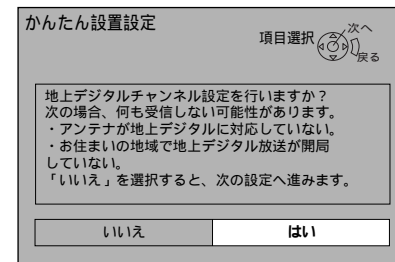 かんたん設置設定
項目選択
次へ
戻る
地上デジタルチャンネル設定を行いますか？
次の場合、何も受信しない可能性があります。
・アンテナが地上デジタルに対応していない。
・お住まいの地域で地上デジタル放送が開局
していない。
「いいえ」を選択すると、次の設定へ進みます。
いいえ
はい